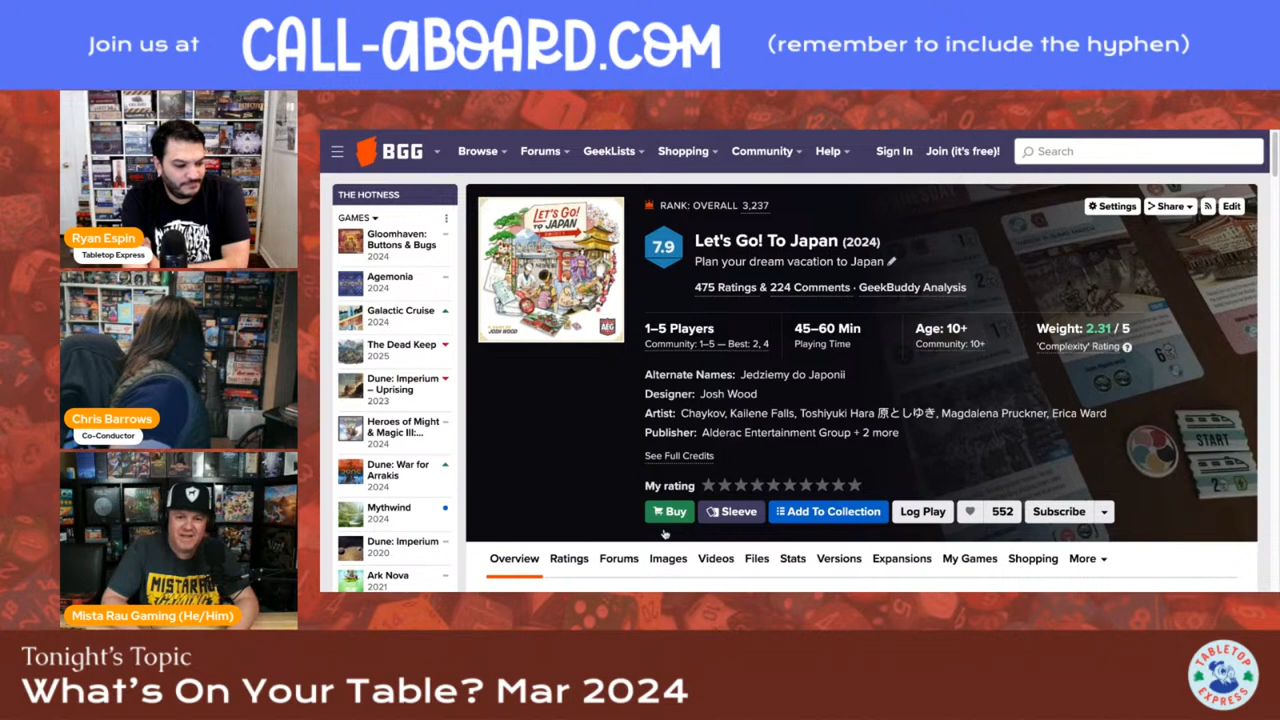 Join us at CALL-aBOARD.COM (remember to include the hyphen)
Ryan Espin
Tabletop Express
Chris Barrows
Co-Conductor
MISTARAU
Mista Rau Gaming (He/Him)
BGG Browse Forums GeekLists Shopping Community Help Sign In Join (it's free!) Search
THE HOTNESS
GAMES
Gloomhaven:
Buttons & Bugs
2024
Agemonia
2024
Galactic Cruise
2024
The Dead Keep
2025
Dune: Imperium
– Uprising
2023
Heroes of Might
& Magic III:...
2024
Dune: War for
Arrakis
2024
Mythwind
2024
Dune: Imperium
2020
Ark Nova
2021
LET'S GO!
TO JAPAN
JOSH WOOD
AEG
RANK: OVERALL 3,237
Settings Share Edit
7.9
Let's Go! To Japan (2024)
Plan your dream vacation to Japan
475 Ratings & 224 Comments · GeekBuddy Analysis
1–5 Players
Community: 1–5 — Best: 2, 4
45–60 Min
Playing Time
Age: 10+
Community: 10+
Weight: 2.31 / 5
'Complexity' Rating
Alternate Names: Jedziemy do Japonii
Designer: Josh Wood
Artist: Chaykov, Kailene Falls, Toshiyuki Hara 原としゆき, Magdalena Pruckner, Erica Ward
Publisher: Alderac Entertainment Group + 2 more
See Full Credits
My rating
Buy Sleeve Add To Collection Log Play 552 Subscribe
START
Overview Ratings Forums Images Videos Files Stats Versions Expansions My Games Shopping More
Tonight's Topic
What's On Your Table? Mar 2024
TABLETOP
EXPRESS